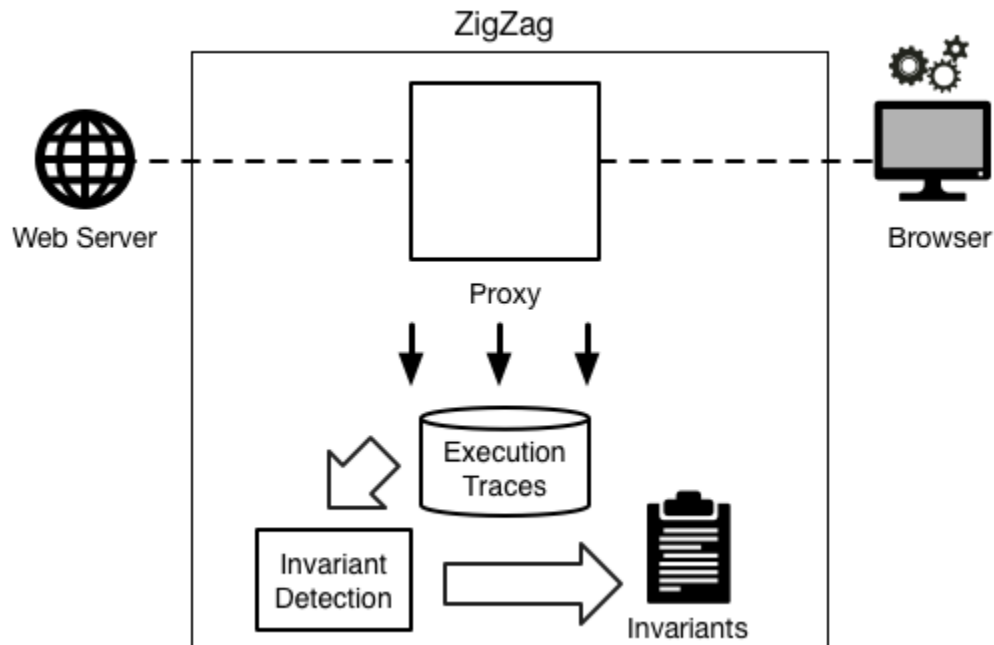 ZigZag
Web Server
Browser
Proxy
Execution
Traces
Invariant
Detection
Invariants